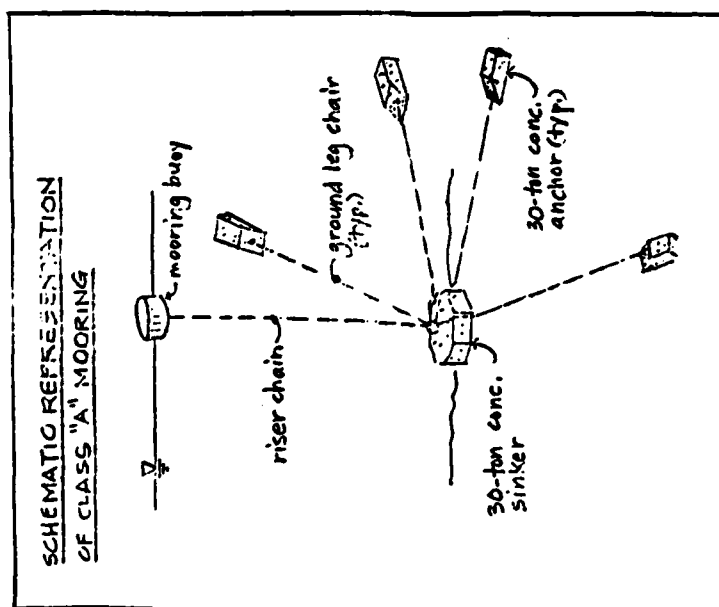 SCHEMATIC REPRESENTATION
OF CLASS "A" MOORING
mooring buoy
riser chain
ground leg chair
(typ.)
30-ton conc.
anchor (typ.)
30-ton conc.
sinker